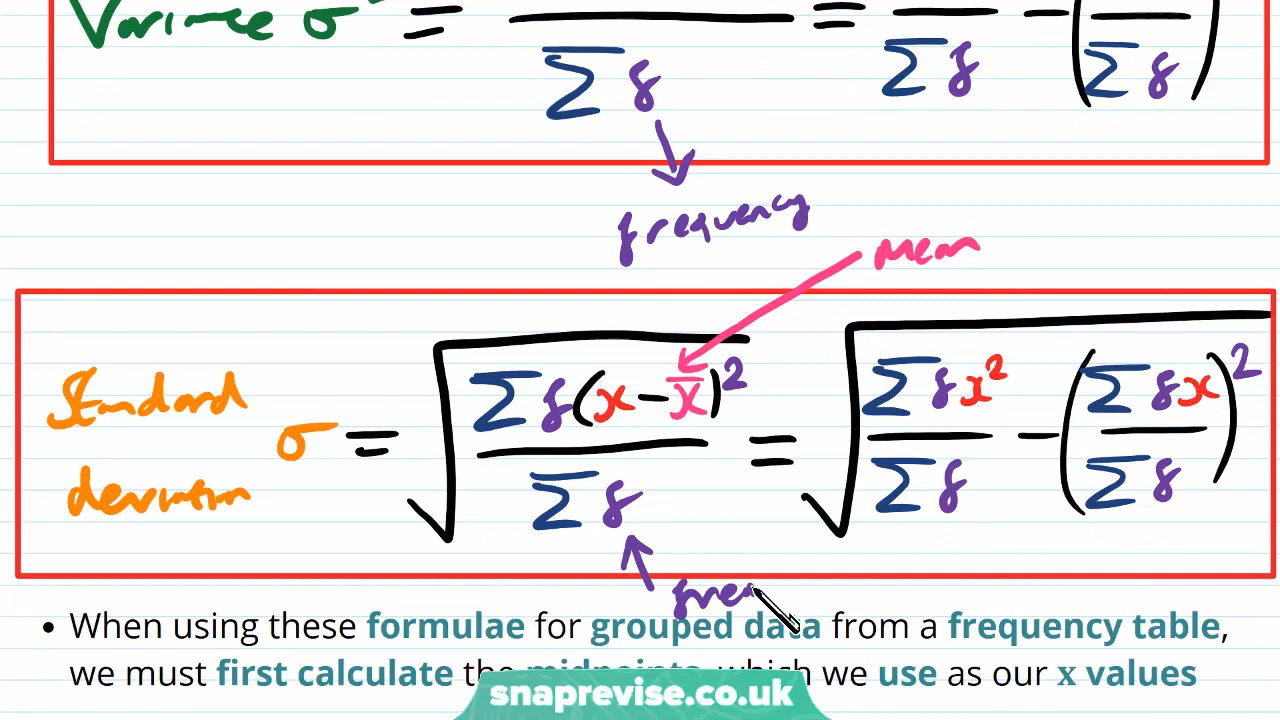 Variance σ² = / Σf = / Σf - ( / Σf )
frequency
mean
Standard deviation σ = √(Σf(x - x̄)² / Σf) = √(Σfx² / Σf - (Σfx / Σf)²)
freq
• When using these formulae for grouped data from a frequency table,
we must first calculate the midpoints, which we use as our x values
snaprevise.co.uk